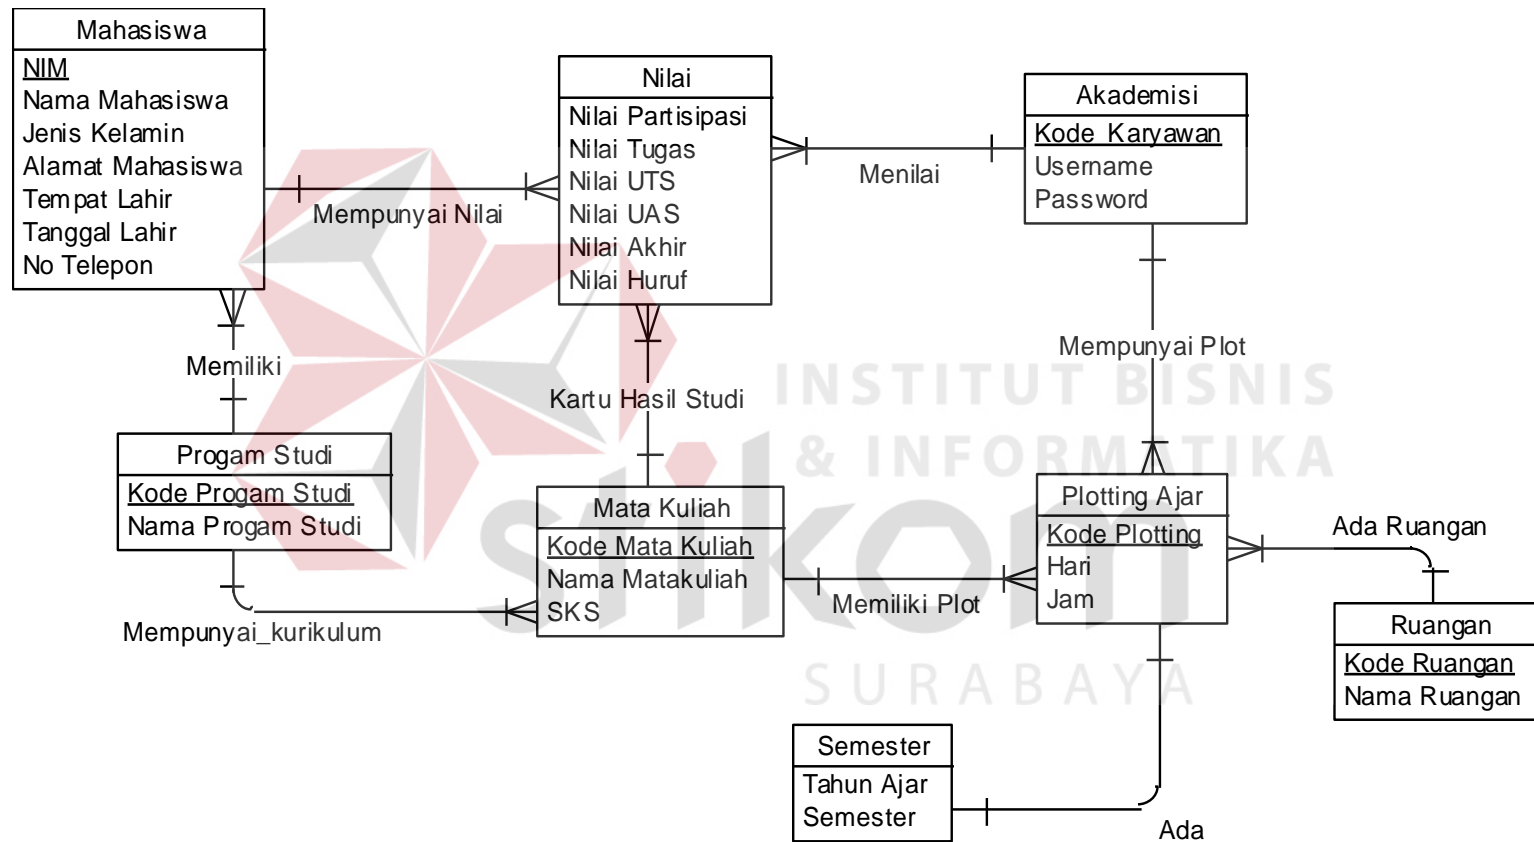 Mahasiswa
NIM
Nama Mahasiswa
Jenis Kelamin
Alamat Mahasiswa
Tempat Lahir
Tanggal Lahir
No Telepon
Mempunyai Nilai
Nilai
Nilai Partisipasi
Nilai Tugas
Nilai UTS
Nilai UAS
Nilai Akhir
Nilai Huruf
Menilai
Akademisi
Kode Karyawan
Username
Password
Memiliki
Kartu Hasil Studi
Mempunyai Plot
INSTITUT BISNIS
& INFORMATIKA
stikom
SURABAYA
Progam Studi
Kode Progam Studi
Nama Progam Studi
Mempunyai_kurikulum
Mata Kuliah
Kode Mata Kuliah
Nama Matakuliah
SKS
Memiliki Plot
Plotting Ajar
Kode Plotting
Hari
Jam
Ada Ruangan
Ruangan
Kode Ruangan
Nama Ruangan
Semester
Tahun Ajar
Semester
Ada